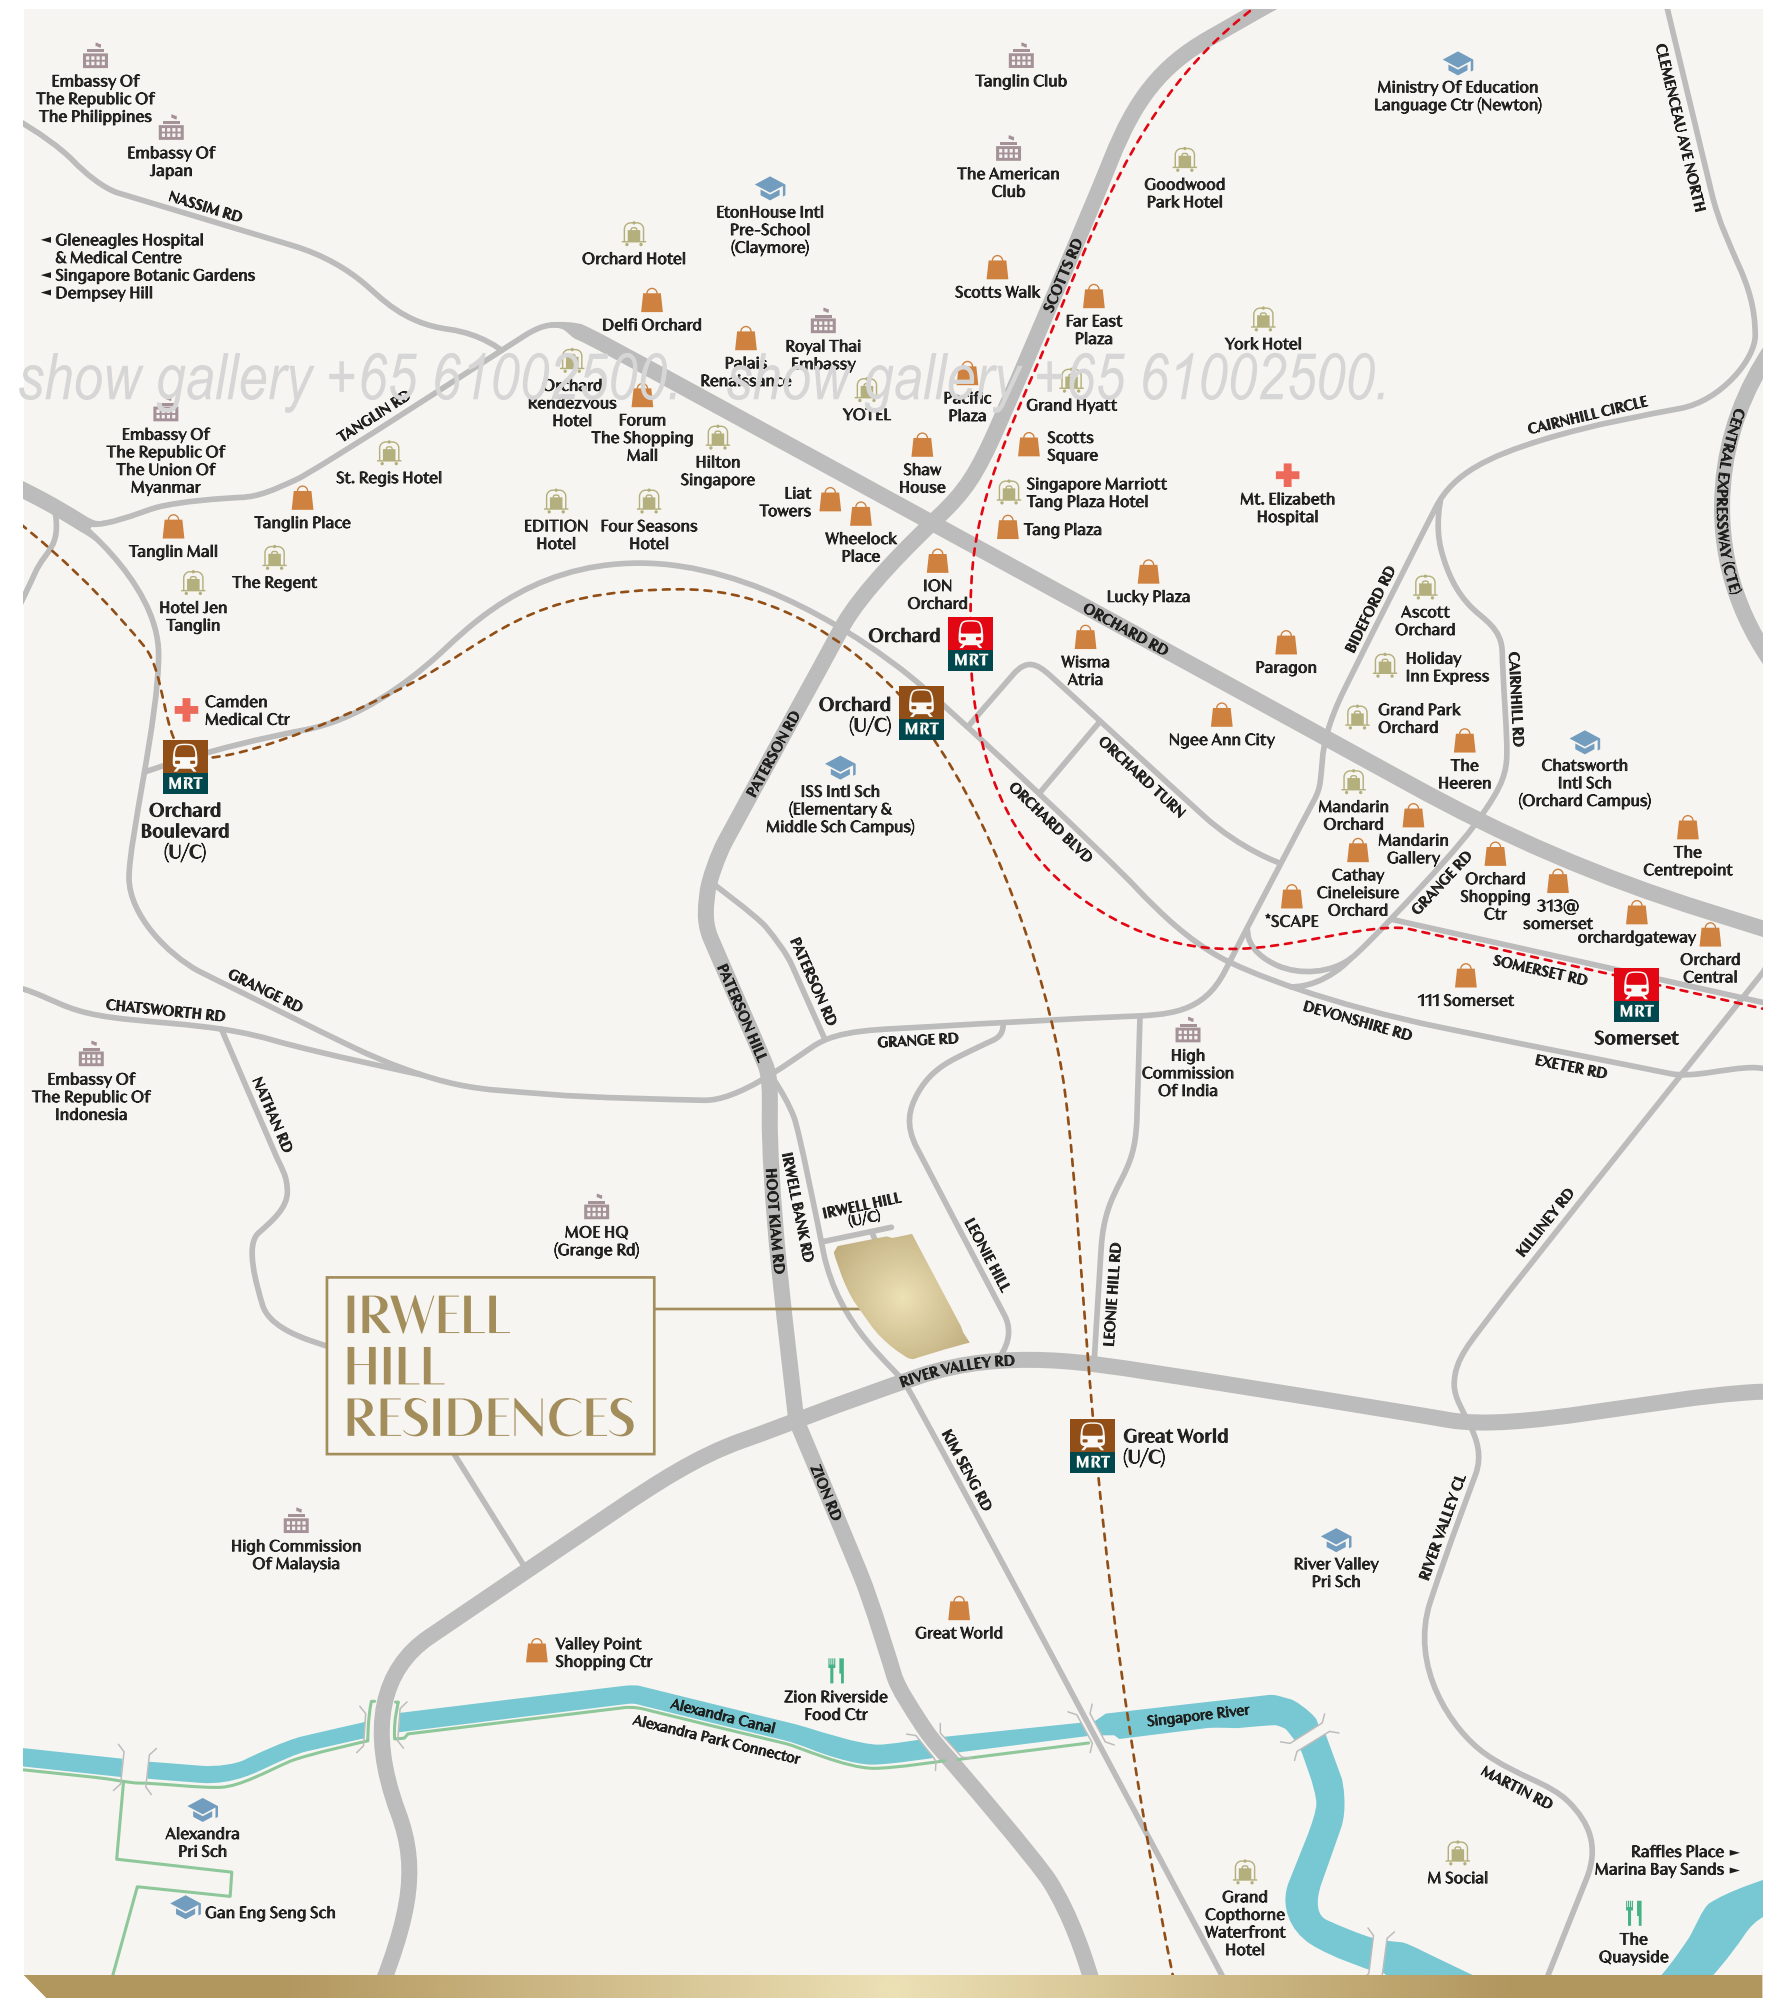 Embassy Of
The Republic Of
The Philippines
Embassy Of
Japan
NASSIM RD
Gleneagles Hospital
& Medical Centre
Singapore Botanic Gardens
Dempsey Hill
Tanglin Club
The American
Club
Ministry Of Education
Language Ctr (Newton)
CLEMENCEAU AVE NORTH
Goodwood
Park Hotel
EtonHouse Intl
Pre-School
(Claymore)
Orchard Hotel
Delfi Orchard
Scotts Walk
SCOTTS RD
Far East
Plaza
York Hotel
Royal Thai
Embassy
Palais
Renaissance
show gallery +65 61002500.
show gallery +65 61002500.
Orchard
Rendezvous
Hotel
Forum
The Shopping
Mall
YOTEL
Pacific
Plaza
Grand Hyatt
CAIRNHILL CIRCLE
CENTRAL EXPRESSWAY (CTE)
TANGLIN RD
Embassy Of
The Republic Of
The Union Of
Myanmar
St. Regis Hotel
Hilton
Singapore
Shaw
House
Scotts
Square
Singapore Marriott
Tang Plaza Hotel
Tang Plaza
Mt. Elizabeth
Hospital
Liat
Towers
Wheelock
Place
Tanglin Place
Tanglin Mall
The Regent
Hotel Jen
Tanglin
EDITION
Hotel
Four Seasons
Hotel
ION
Orchard
Orchard
MRT
Lucky Plaza
ORCHARD RD
Wisma
Atria
Paragon
BIDEFORD RD
Ascott
Orchard
Holiday
Inn Express
Grand Park
Orchard
CAIRNHILL RD
Camden
Medical Ctr
MRT
Orchard
Boulevard
(U/C)
Orchard
(U/C)
MRT
PATERSON RD
Ngee Ann City
ORCHARD TURN
ORCHARD BLVD
The
Heeren
Chatsworth
Intl Sch
(Orchard Campus)
ISS Intl Sch
(Elementary &
Middle Sch Campus)
Mandarin
Orchard
Mandarin
Gallery
Cathay
Cineleisure
Orchard
*SCAPE
GRANGE RD
Orchard
Shopping
Ctr
313@
somerset
The
Centrepoint
orchardgateway
Orchard
Central
SOMERSET RD
111 Somerset
MRT
Somerset
DEVONSHIRE RD
EXETER RD
GRANGE RD
CHATSWORTH RD
PATERSON RD
PATERSON HILL
GRANGE RD
High
Commission
Of India
Embassy Of
The Republic Of
Indonesia
NATHAN RD
MOE HQ
(Grange Rd)
HOOT KIAM RD
IRWELL BANK RD
IRWELL HILL
(U/C)
LEONIE HILL
LEONIE HILL RD
KILLINEY RD
IRWELL
HILL
RESIDENCES
RIVER VALLEY RD
Great World
(U/C)
MRT
ZION RD
KIM SENG RD
RIVER VALLEY CL
High Commission
Of Malaysia
River Valley
Pri Sch
Great World
Valley Point
Shopping Ctr
Zion Riverside
Food Ctr
Alexandra Canal
Alexandra Park Connector
Singapore River
MARTIN RD
Alexandra
Pri Sch
Gan Eng Seng Sch
Grand
Copthorne
Waterfront
Hotel
M Social
Raffles Place
Marina Bay Sands
The
Quayside